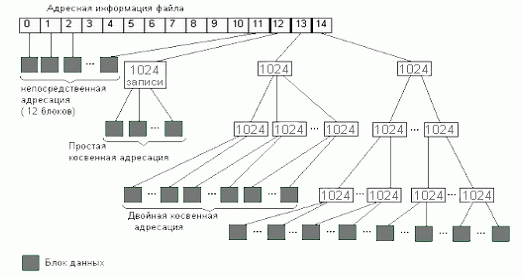 Адресная информация файла
0 1 2 3 4 5 6 7 8 9 10 11 12 13 14
1024 записи 1024 1024
непосредственная адресация ( 12 блоков)
1024 1024 ... 1024 1024 ... 1024
Простая косвенная адресация
1024 ... 1024 1024 ... 1024
Двойная косвенная адресация
Блок данных